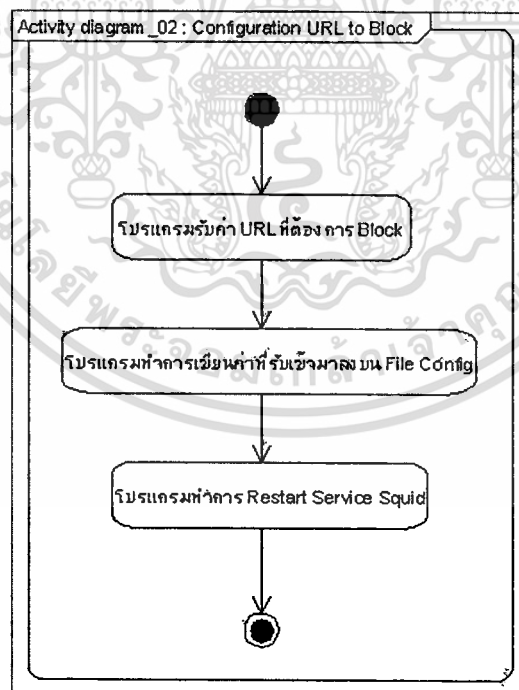 Activity diagram _02 : Configuration URL to Block
โปรแกรมรับค่า URL ที่ต้องการ Block
โปรแกรมทำการเขียนค่าที่รับเข้ามาลงบน File Config
โปรแกรมทำการ Restart Service Squid